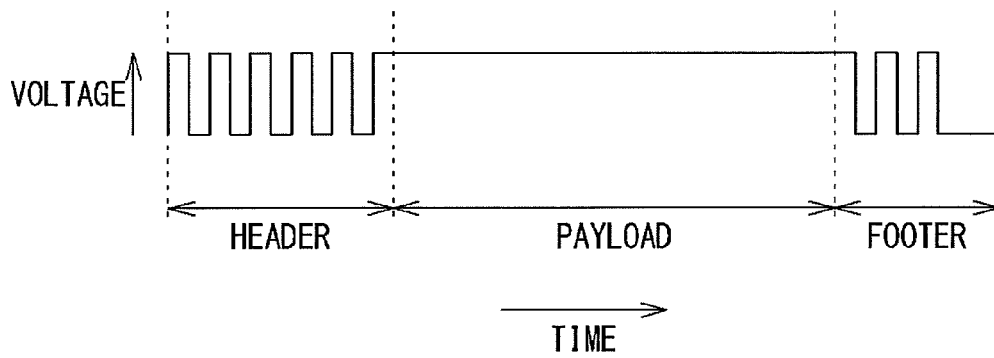 VOLTAGE
HEADER
PAYLOAD
FOOTER
TIME